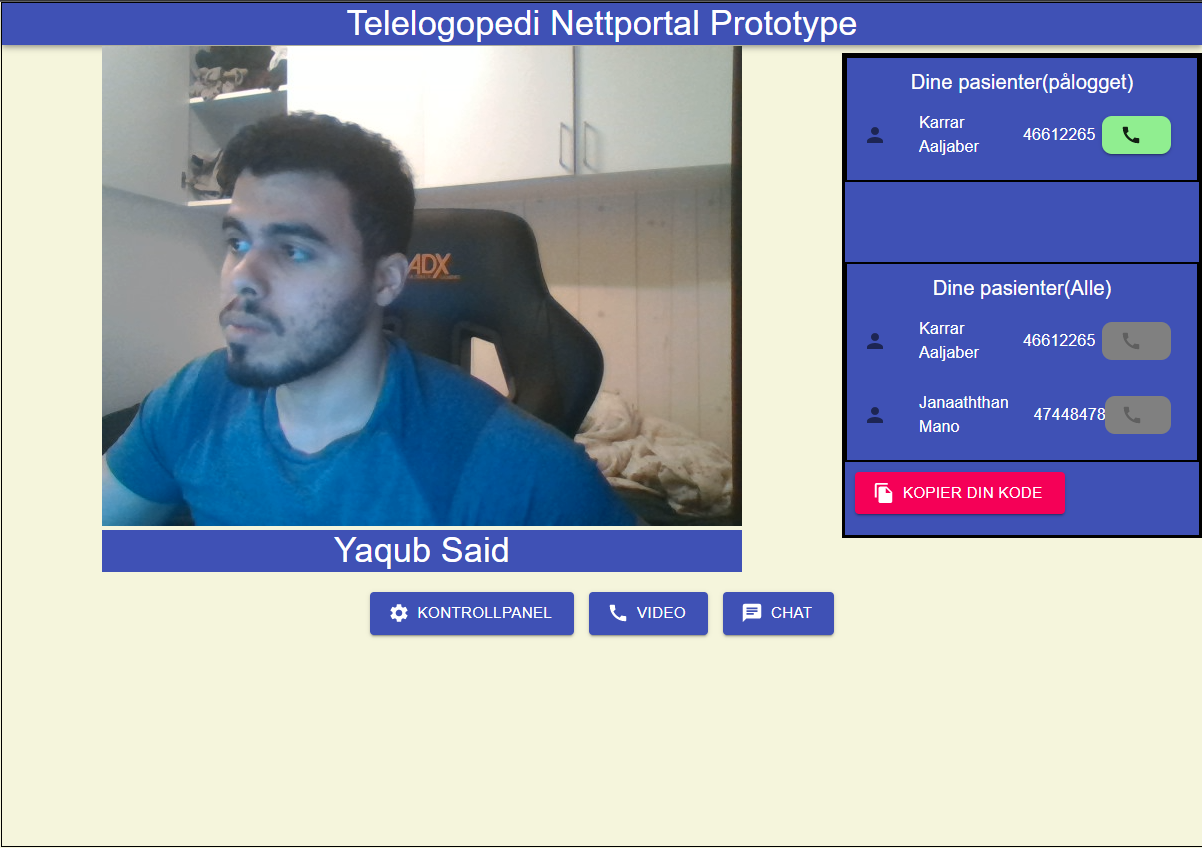 Telelogopedi Nettportal Prototype
ADX
Yaqub Said
KONTROLLPANEL
VIDEO
CHAT
Dine pasienter(pålogget)
Karrar
Aaljaber
46612265
Dine pasienter(Alle)
Karrar
Aaljaber
46612265
Janaaththan
Mano
47448478
KOPIER DIN KODE